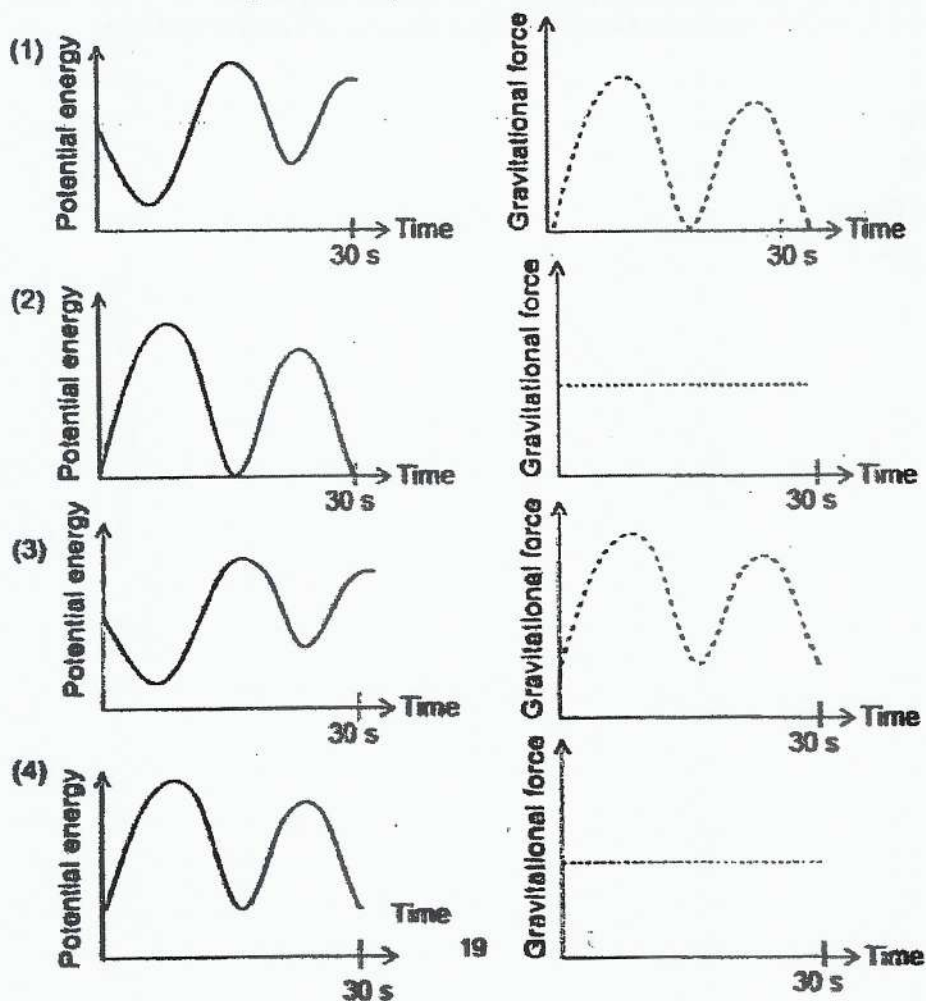 (1)
Potential energy
Time
30 s
Gravitational force
Time
30 s
(2)
Potential energy
Time
30 s
Gravitational force
Time
30 s
(3)
Potential energy
Time
30 s
Gravitational force
Time
30 s
(4)
Potential energy
Time
30 s
Gravitational force
Time
30 s
19